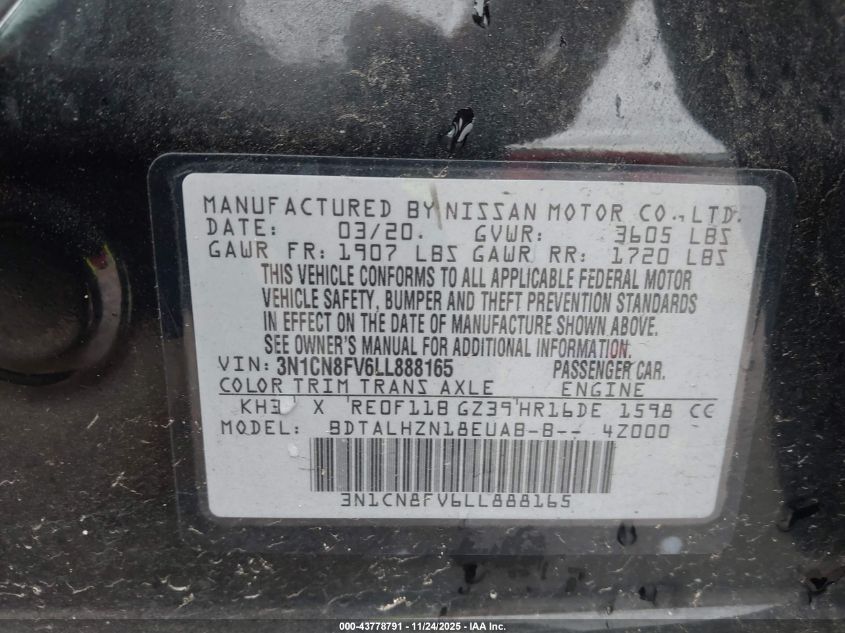 MANUFACTURED BY NISSAN MOTOR CO., LTD.
DATE: 03/20. GVWR: 3605 LBS
GAWR FR: 1907 LBS GAWR RR: 1720 LBS
THIS VEHICLE CONFORMS TO ALL APPLICABLE FEDERAL MOTOR
VEHICLE SAFETY, BUMPER AND THEFT PREVENTION STANDARDS
IN EFFECT ON THE DATE OF MANUFACTURE SHOWN ABOVE.
SEE OWNER'S MANUAL FOR ADDITIONAL INFORMATION.
VIN: 3N1CN8FV6LL888165 PASSENGER CAR.
COLOR TRIM TRANS AXLE ENGINE
KH3 X RE0F11B GZ39 HR16DE 1598 CC
MODEL: BDTALHZN18EUAB-B-- 4Z000
3N1CN8FV6LL888165
000-43778791 - 11/24/2025 - IAA Inc.